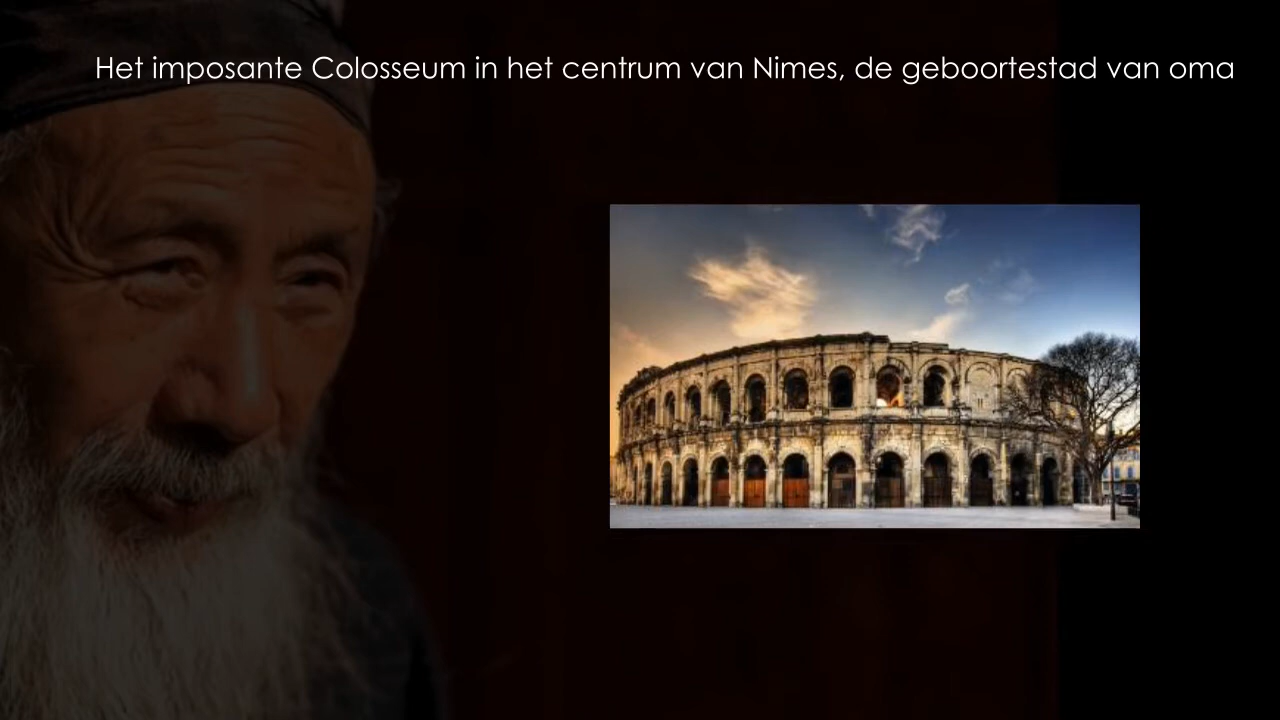 Het imposante Colosseum in het centrum van Nimes, de geboortestad van oma